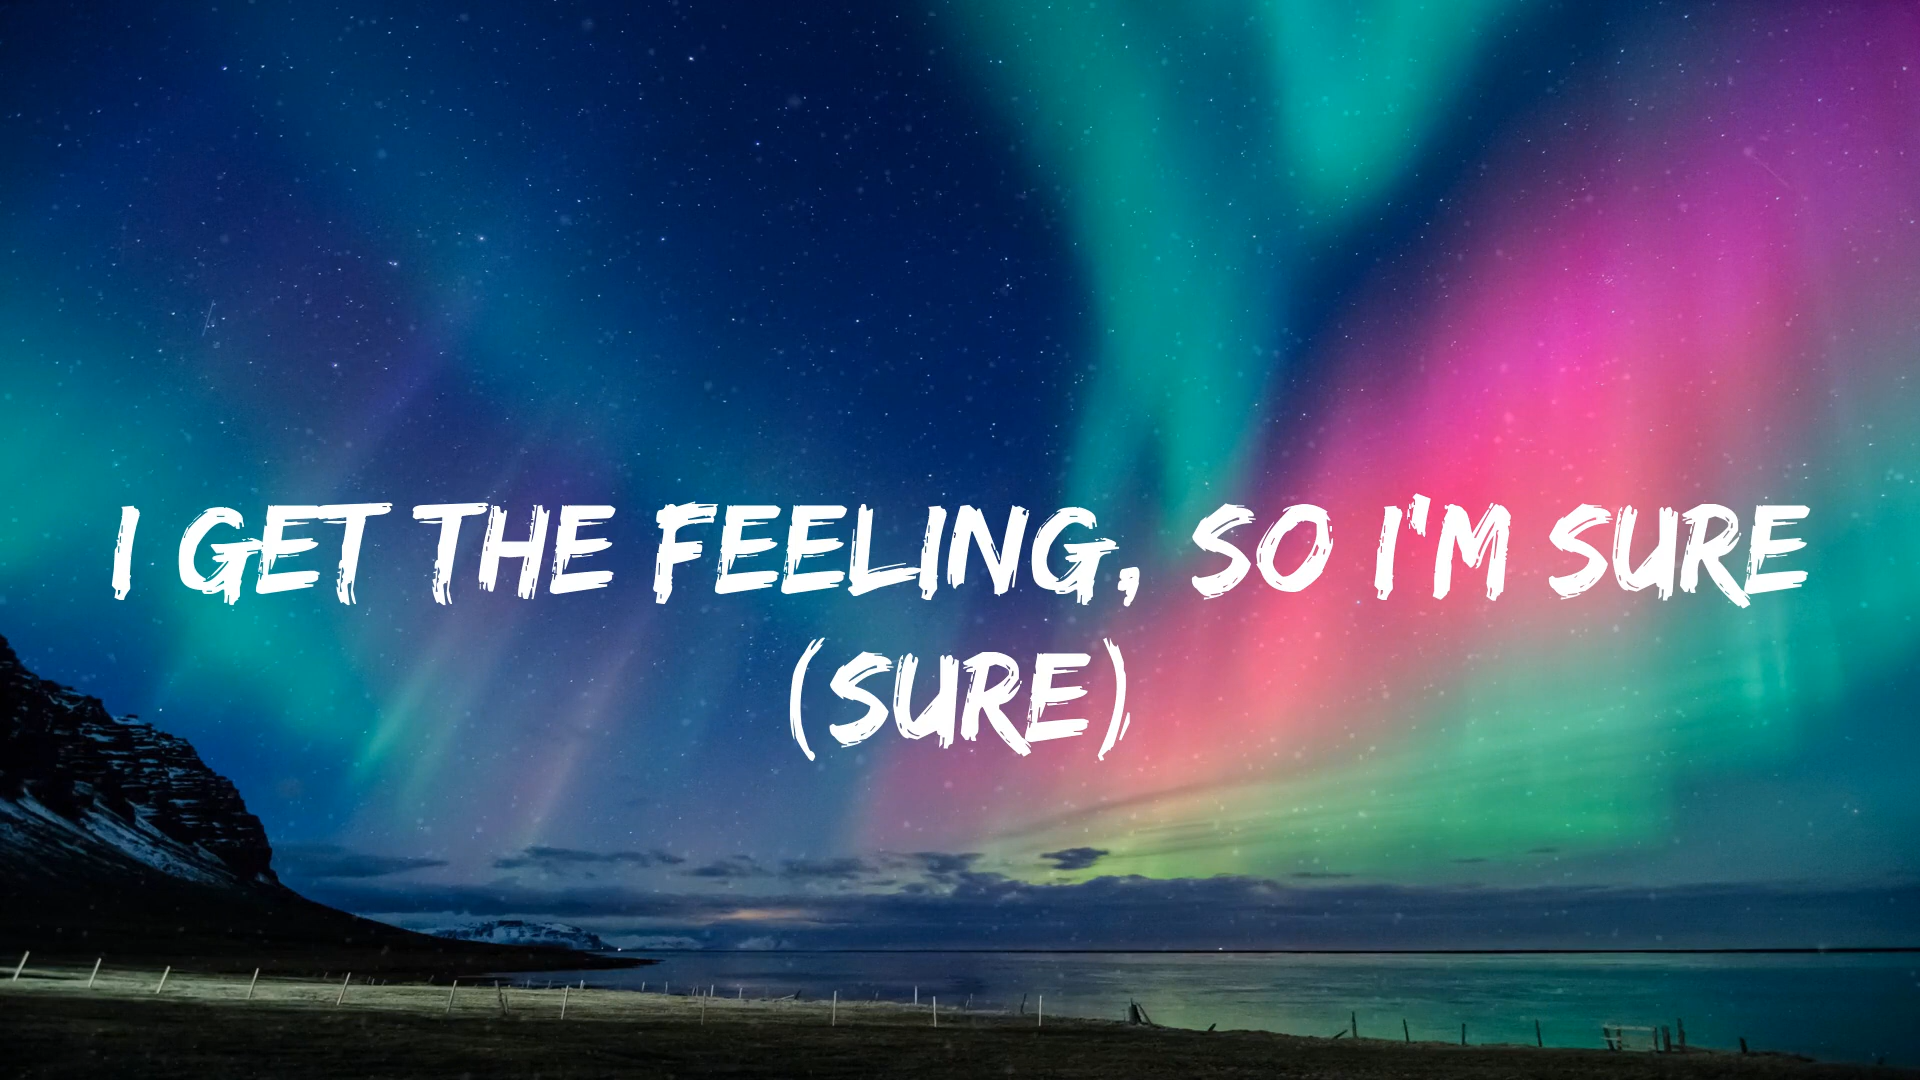 I GET THE FEELING, SO I'M SURE
(SURE)